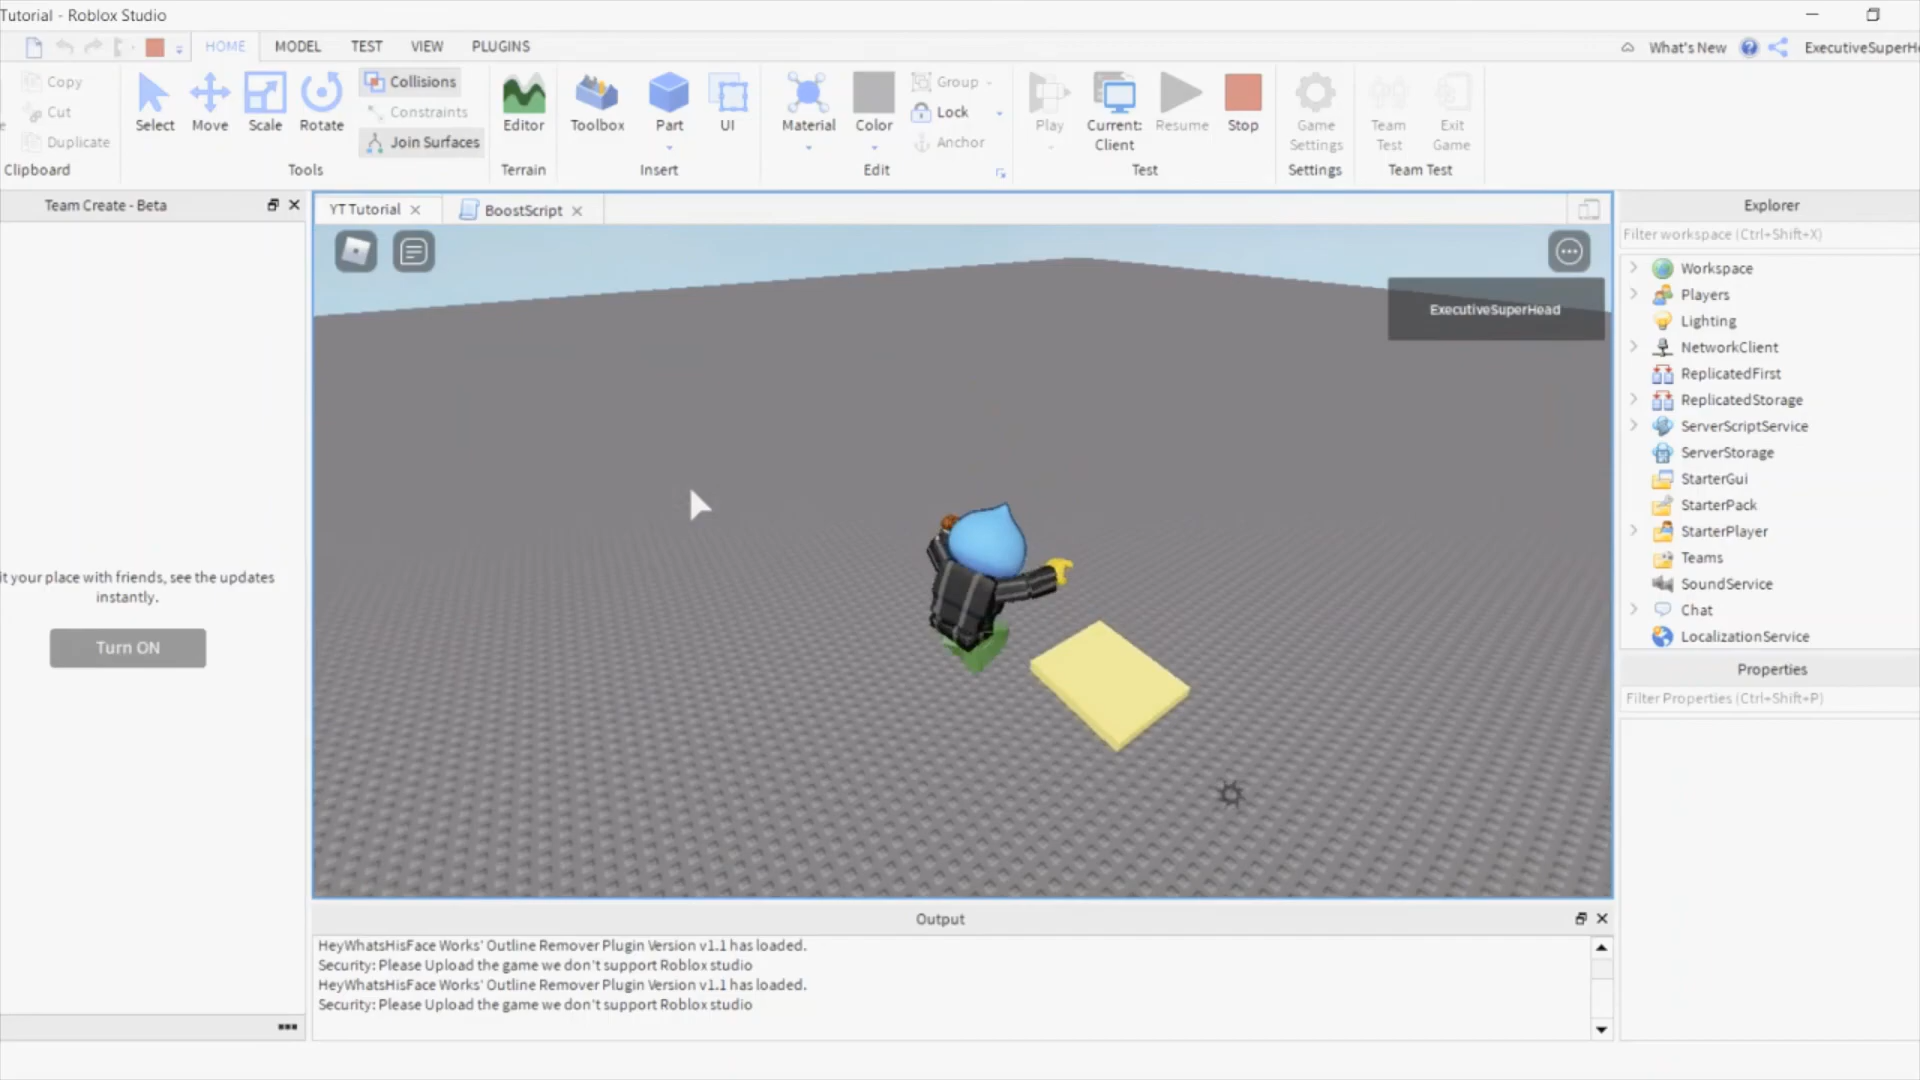 Tutorial - Roblox Studio
HOME MODEL TEST VIEW PLUGINS
What's New
ExecutiveSuperHe
Copy
Cut
Duplicate
Clipboard
Select Move Scale Rotate
Collisions
Constraints
Join Surfaces
Tools
Editor
Terrain
Toolbox Part UI
Insert
Material Color
Group
Lock
Anchor
Edit
Play
Current:
Client
Resume Stop
Test
Game
Settings
Settings
Team
Test
Exit
Game
Team Test
Team Create - Beta
it your place with friends, see the updates
instantly.
Turn ON
YT Tutorial
BoostScript
ExecutiveSuperHead
Explorer
Filter workspace (Ctrl+Shift+X)
Workspace
Players
Lighting
NetworkClient
ReplicatedFirst
ReplicatedStorage
ServerScriptService
ServerStorage
StarterGui
StarterPack
StarterPlayer
Teams
SoundService
Chat
LocalizationService
Properties
Filter Properties (Ctrl+Shift+P)
Output
HeyWhatsHisFace Works' Outline Remover Plugin Version v1.1 has loaded.
Security: Please Upload the game we don't support Roblox studio
HeyWhatsHisFace Works' Outline Remover Plugin Version v1.1 has loaded.
Security: Please Upload the game we don't support Roblox studio